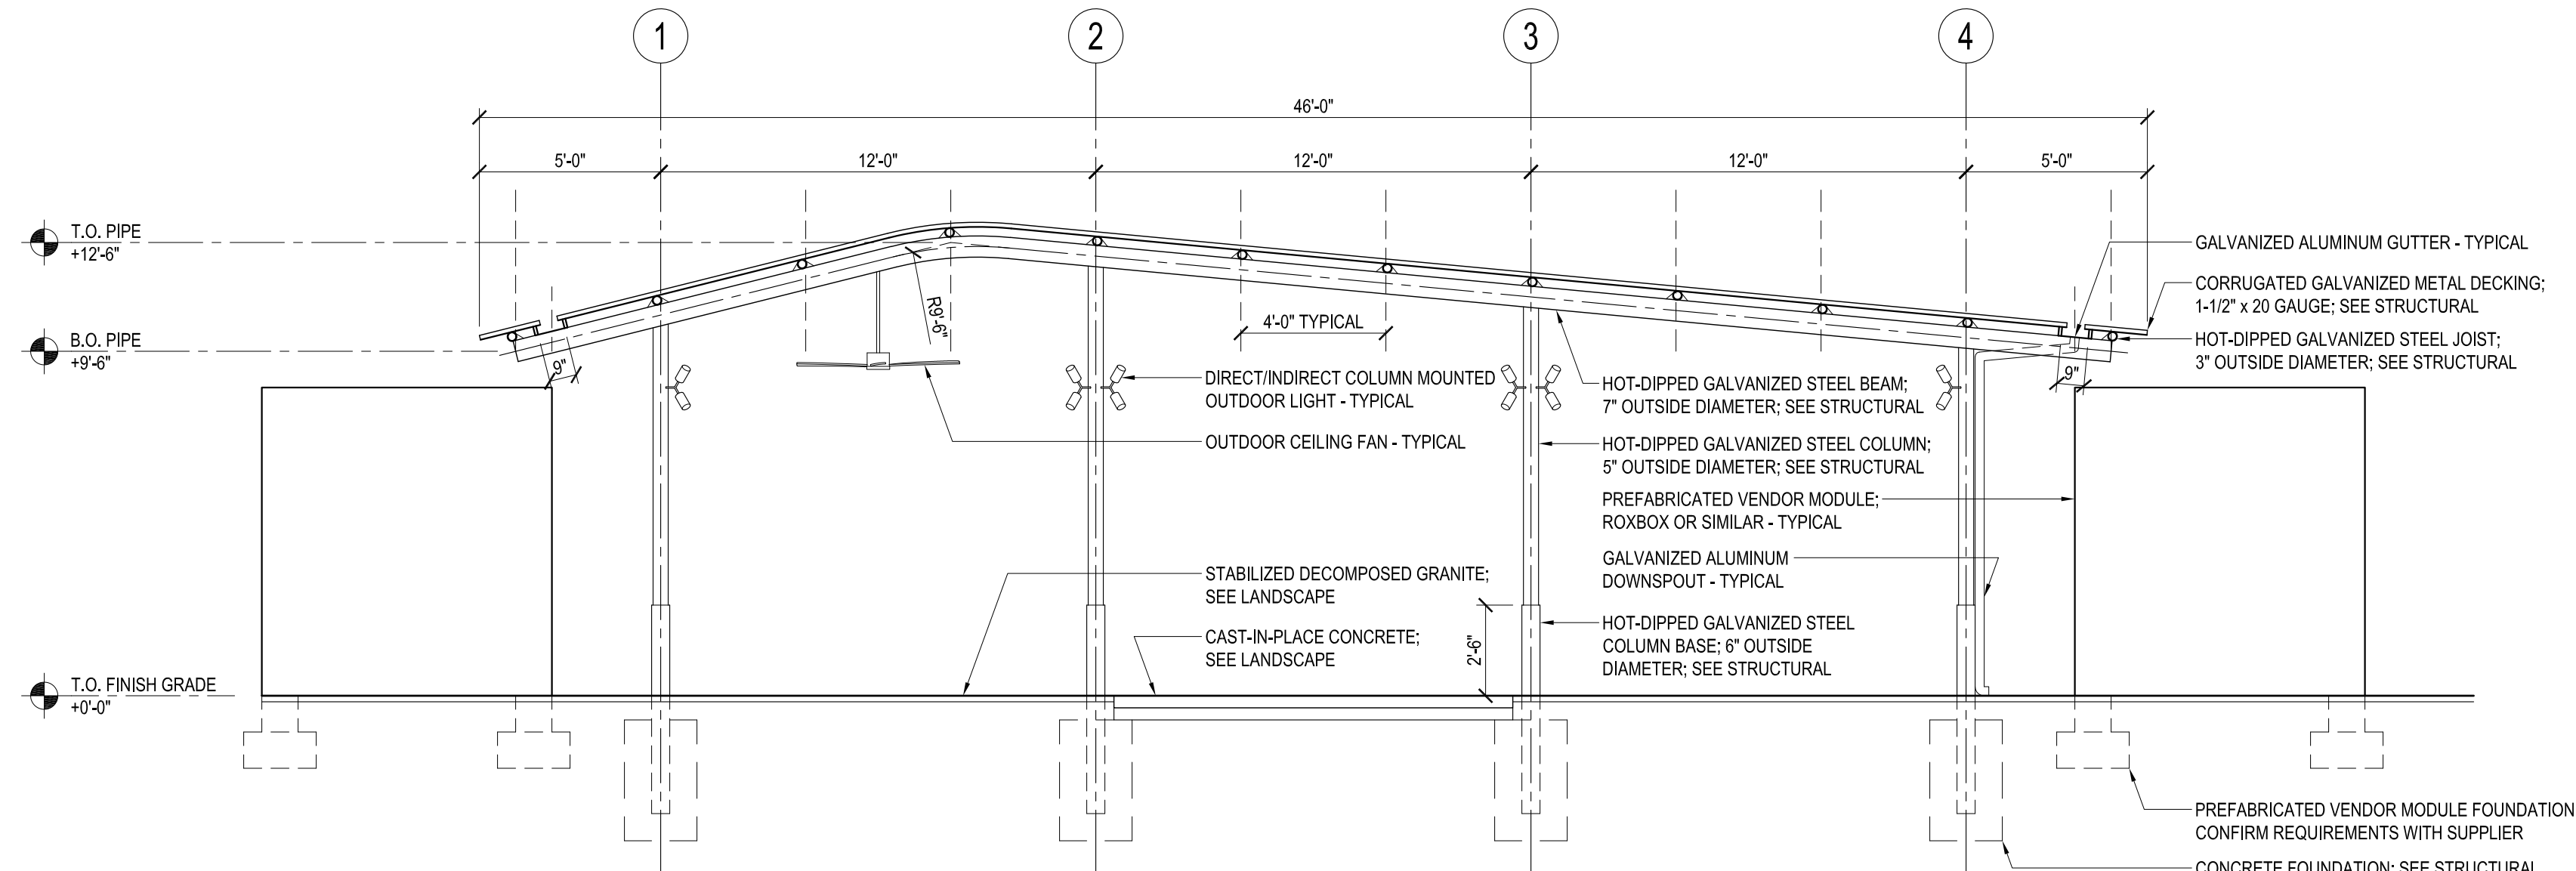 1
2
3
4
46'-0"
5'-0"
12'-0"
12'-0"
12'-0"
5'-0"
T.O. PIPE
+12'-6"
B.O. PIPE
+9'-6"
T.O. FINISH GRADE
+0'-0"
9"
R9'-6"
4'-0" TYPICAL
9"
2'-6"
DIRECT/INDIRECT COLUMN MOUNTED
OUTDOOR LIGHT - TYPICAL
OUTDOOR CEILING FAN - TYPICAL
STABILIZED DECOMPOSED GRANITE;
SEE LANDSCAPE
CAST-IN-PLACE CONCRETE;
SEE LANDSCAPE
HOT-DIPPED GALVANIZED STEEL BEAM;
7" OUTSIDE DIAMETER; SEE STRUCTURAL
HOT-DIPPED GALVANIZED STEEL COLUMN;
5" OUTSIDE DIAMETER; SEE STRUCTURAL
PREFABRICATED VENDOR MODULE;
ROXBOX OR SIMILAR - TYPICAL
GALVANIZED ALUMINUM
DOWNSPOUT - TYPICAL
HOT-DIPPED GALVANIZED STEEL
COLUMN BASE; 6" OUTSIDE
DIAMETER; SEE STRUCTURAL
GALVANIZED ALUMINUM GUTTER - TYPICAL
CORRUGATED GALVANIZED METAL DECKING;
1-1/2" x 20 GAUGE; SEE STRUCTURAL
HOT-DIPPED GALVANIZED STEEL JOIST;
3" OUTSIDE DIAMETER; SEE STRUCTURAL
PREFABRICATED VENDOR MODULE FOUNDATION
CONFIRM REQUIREMENTS WITH SUPPLIER
CONCRETE FOUNDATION; SEE STRUCTURAL